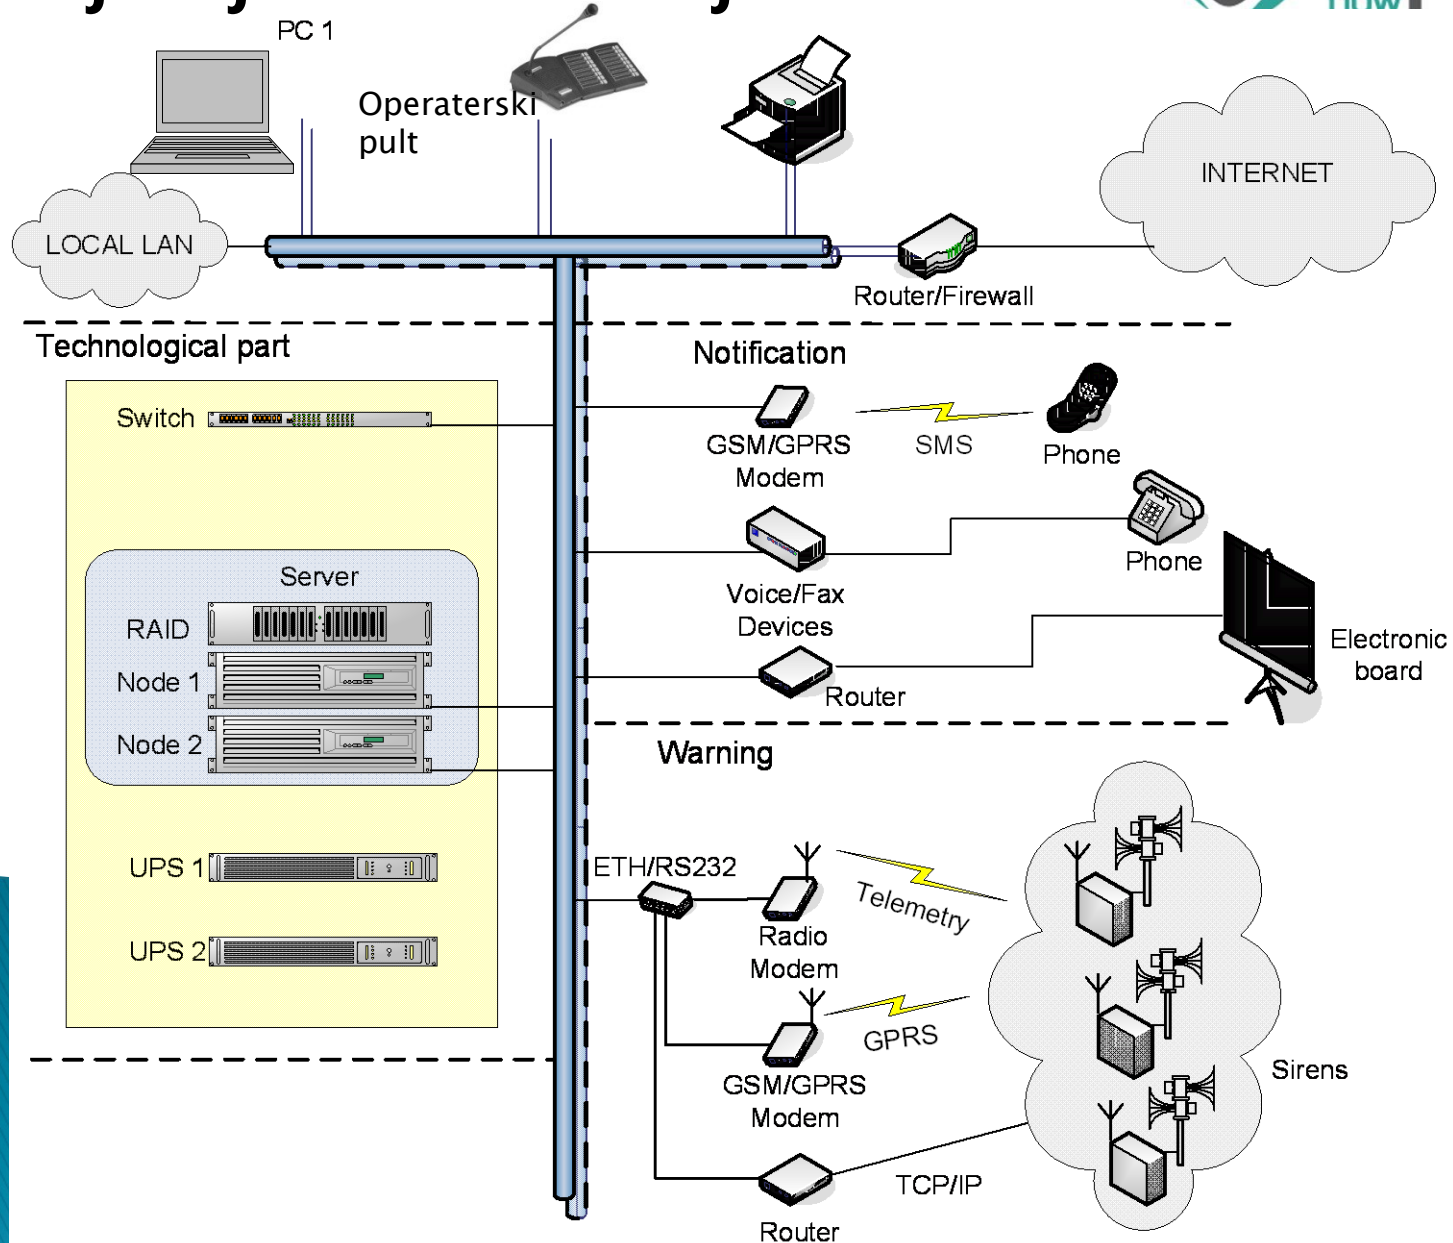 PC 1
Operaterski
pult
INTERNET
LOCAL LAN
Router/Firewall
Technological part
Notification
Switch
GSM/GPRS
Modem
SMS
Phone
Server
RAID
Node 1
Node 2
Voice/Fax
Devices
Phone
Router
Electronic
board
Warning
UPS 1
UPS 2
ETH/RS232
Radio
Modem
Telemetry
GSM/GPRS
Modem
GPRS
Sirens
Router
TCP/IP